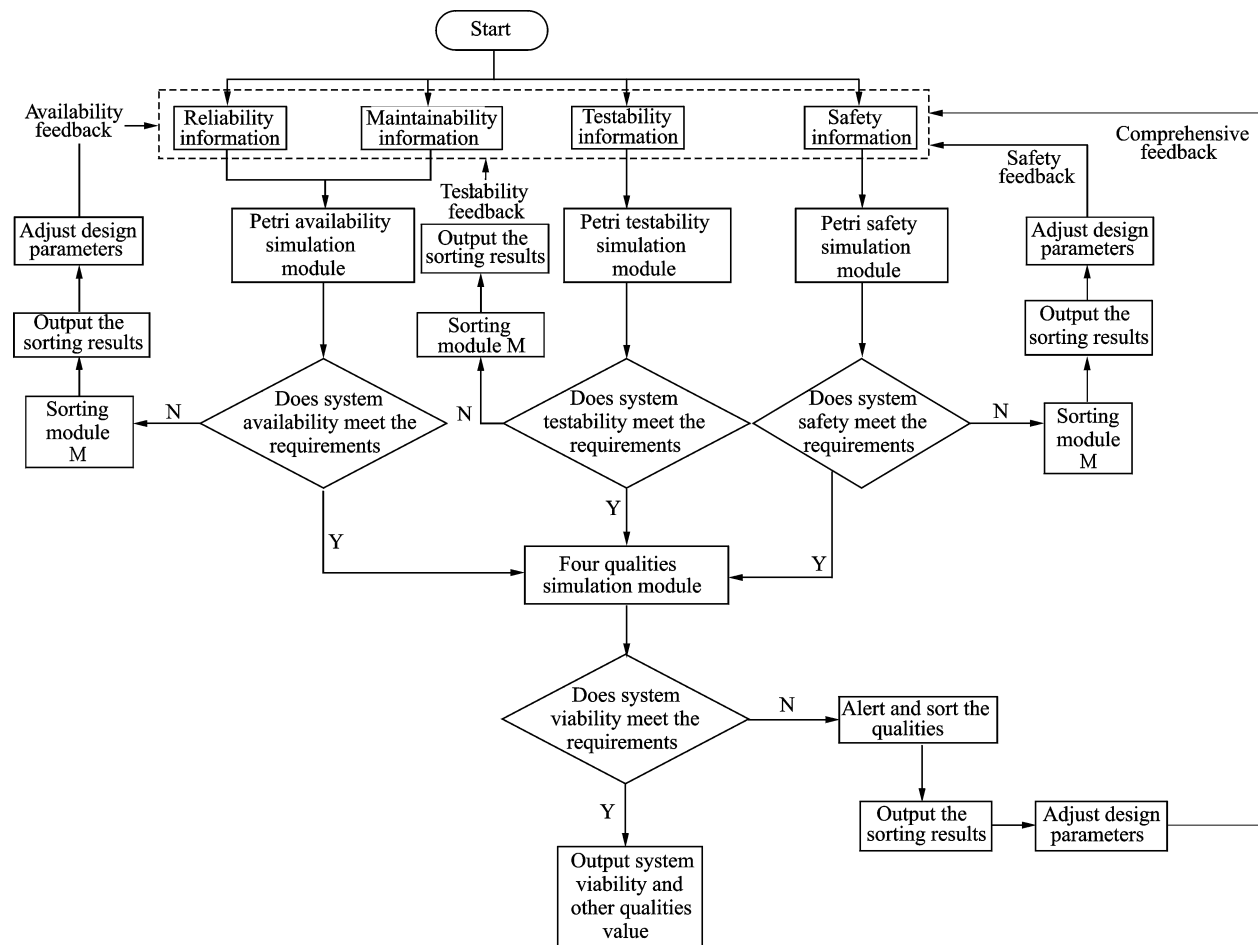 Start
Availability
feedback
Reliability
information
Maintainability
information
Testability
information
Safety
information
Comprehensive
feedback
Safety
feedback
Testability
feedback
Adjust design
parameters
Petri availability
simulation
module
Output the
sorting results
Petri testability
simulation
module
Petri safety
simulation
module
Adjust design
parameters
Output the
sorting results
Sorting
module M
Output the
sorting results
Sorting
module
M
N
Does system
availability meet the
requirements
N
Does system
testability meet the
requirements
Does system
safety meet the
requirements
N
Sorting
module
M
Y
Y
Y
Four qualities
simulation module
Does system
viability meet the
requirements
N
Alert and sort the
qualities
Y
Output the
sorting results
Adjust design
parameters
Output system
viability and
other qualities
value